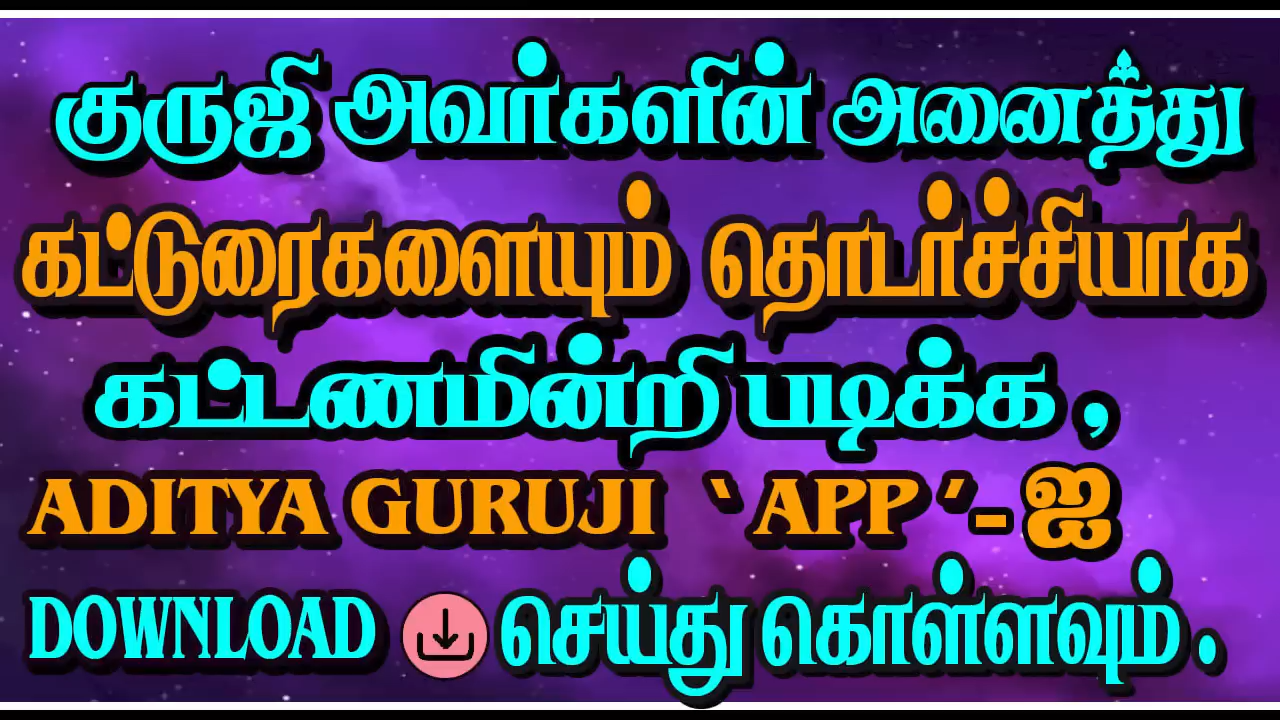 குருஜி அவர்களின் அனைத்து
கட்டுரைகளையும் தொடர்ச்சியாக
கட்டணமின்றி படிக்க ,
ADITYA GURUJI ‘ APP ’ - ஐ
DOWNLOAD செய்து கொள்ளவும் .